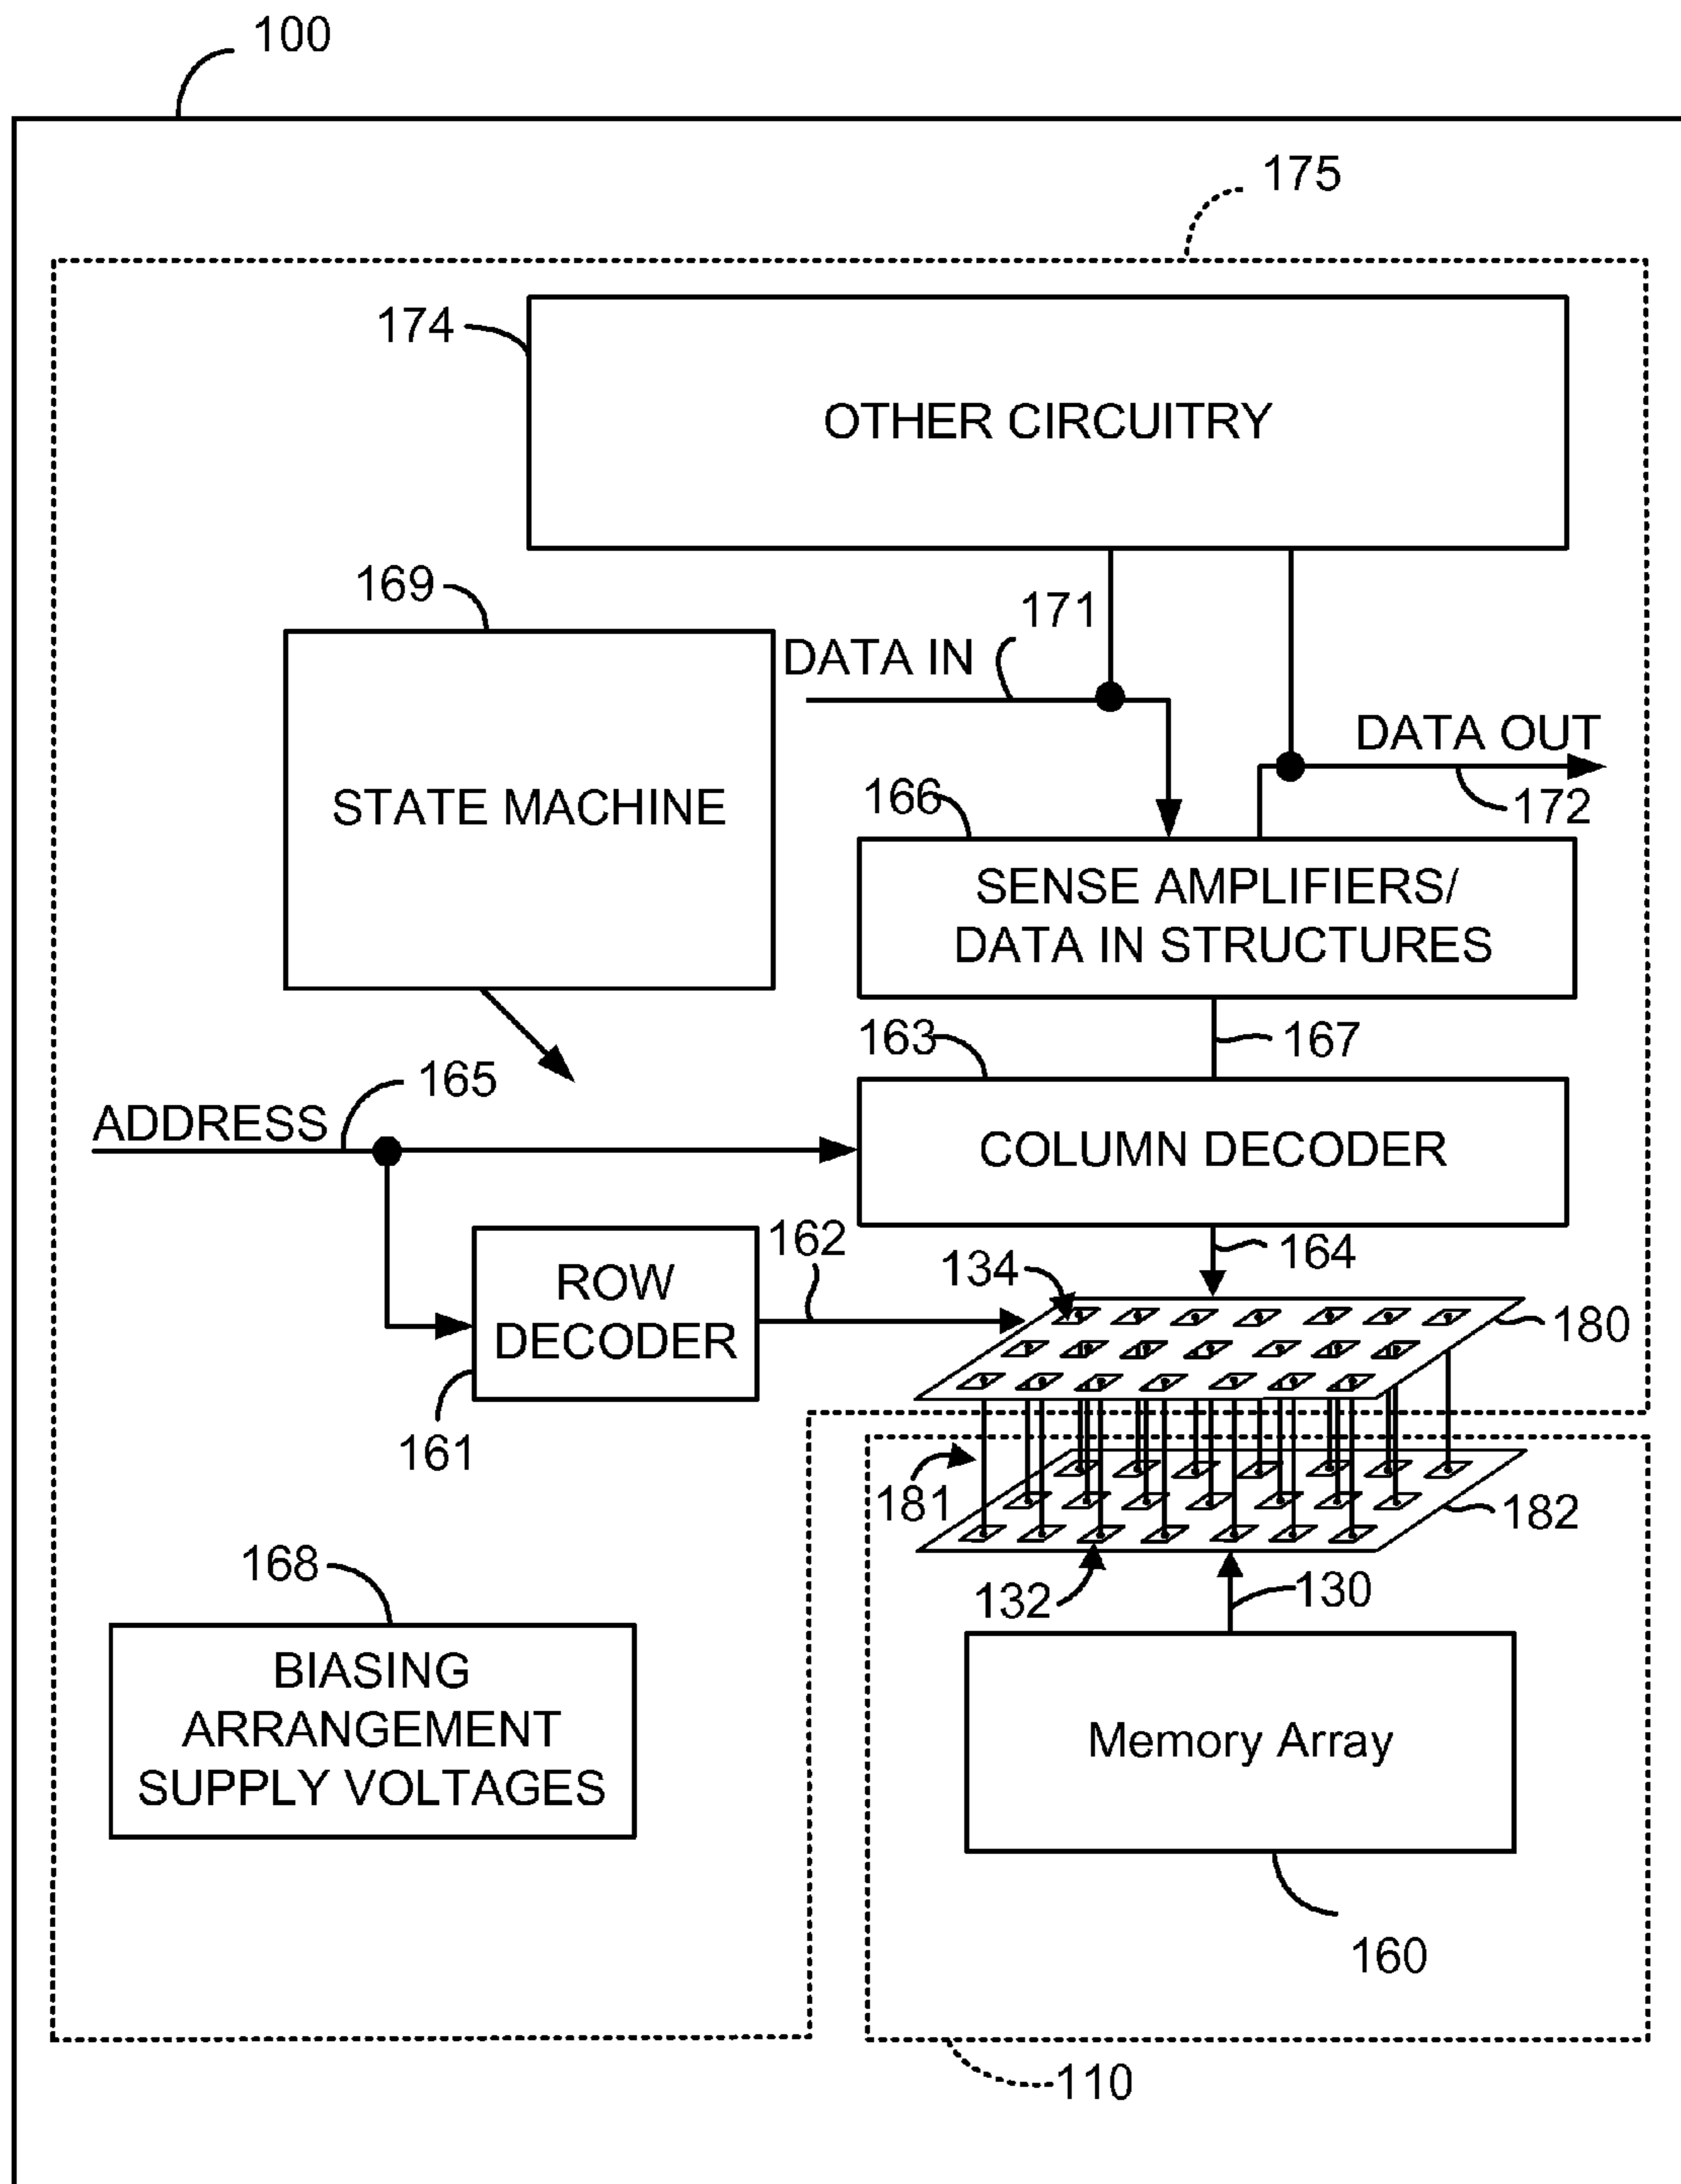 100
175
174
OTHER CIRCUITRY
169
171
DATA IN
DATA OUT
STATE MACHINE
166
172
SENSE AMPLIFIERS/
DATA IN STRUCTURES
163
167
165
ADDRESS
COLUMN DECODER
162
164
134
ROW
DECODER
180
161
181
182
168
132
130
BIASING
ARRANGEMENT
SUPPLY VOLTAGES
Memory Array
160
110